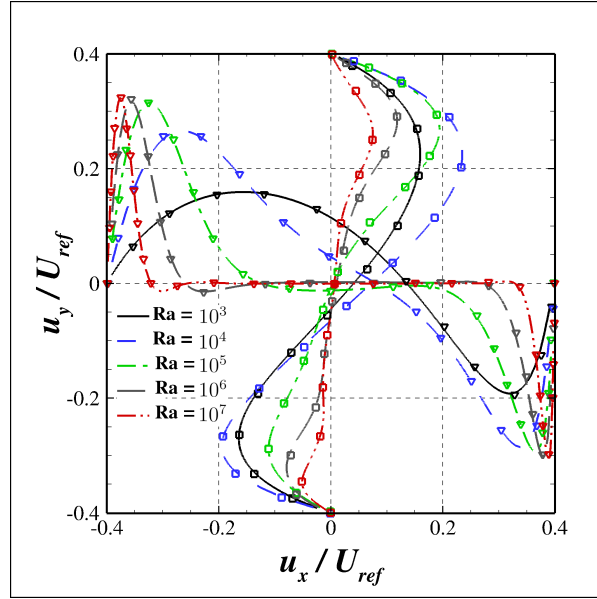 0.4
0.2
0
-0.2
-0.4
u_y / U_ref
Ra = 10^3
Ra = 10^4
Ra = 10^5
Ra = 10^6
Ra = 10^7
-0.4 -0.2 0 0.2 0.4
u_x / U_ref